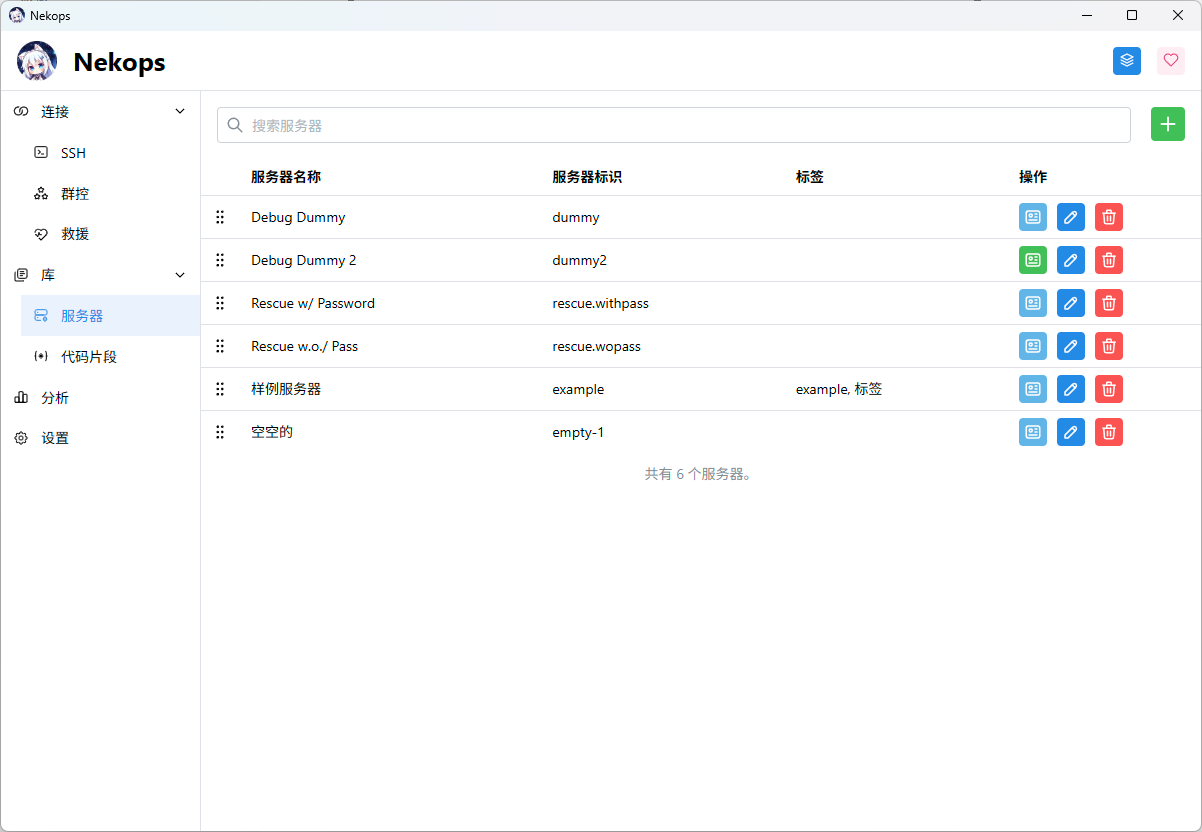 Nekops
Nekops
连接
SSH
群控
救援
库
服务器
代码片段
分析
设置
搜索服务器
服务器名称 服务器标识 标签 操作
Debug Dummy dummy
Debug Dummy 2 dummy2
Rescue w/ Password rescue.withpass
Rescue w.o./ Pass rescue.wopass
样例服务器 example example, 标签
空空的 empty-1
共有 6 个服务器。